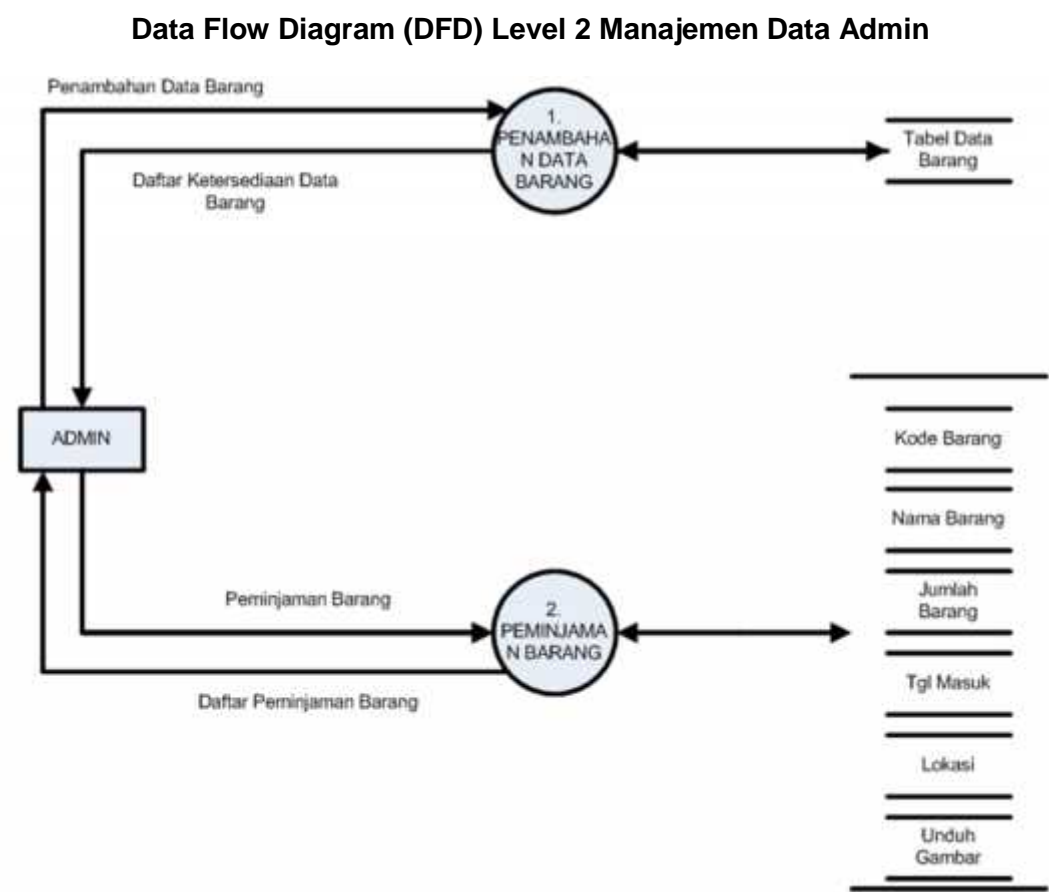 Data Flow Diagram (DFD) Level 2 Manajemen Data Admin
Penambahan Data Barang
1.
PENAMBAHA
N DATA
BARANG
Tabel Data
Barang
Daftar Ketersediaan Data
Barang
ADMIN
Kode Barang
Nama Barang
Jumlah
Barang
Peminjaman Barang
2.
PEMINJAMA
N BARANG
Daftar Peminjaman Barang
Tgl Masuk
Lokasi
Unduh
Gambar